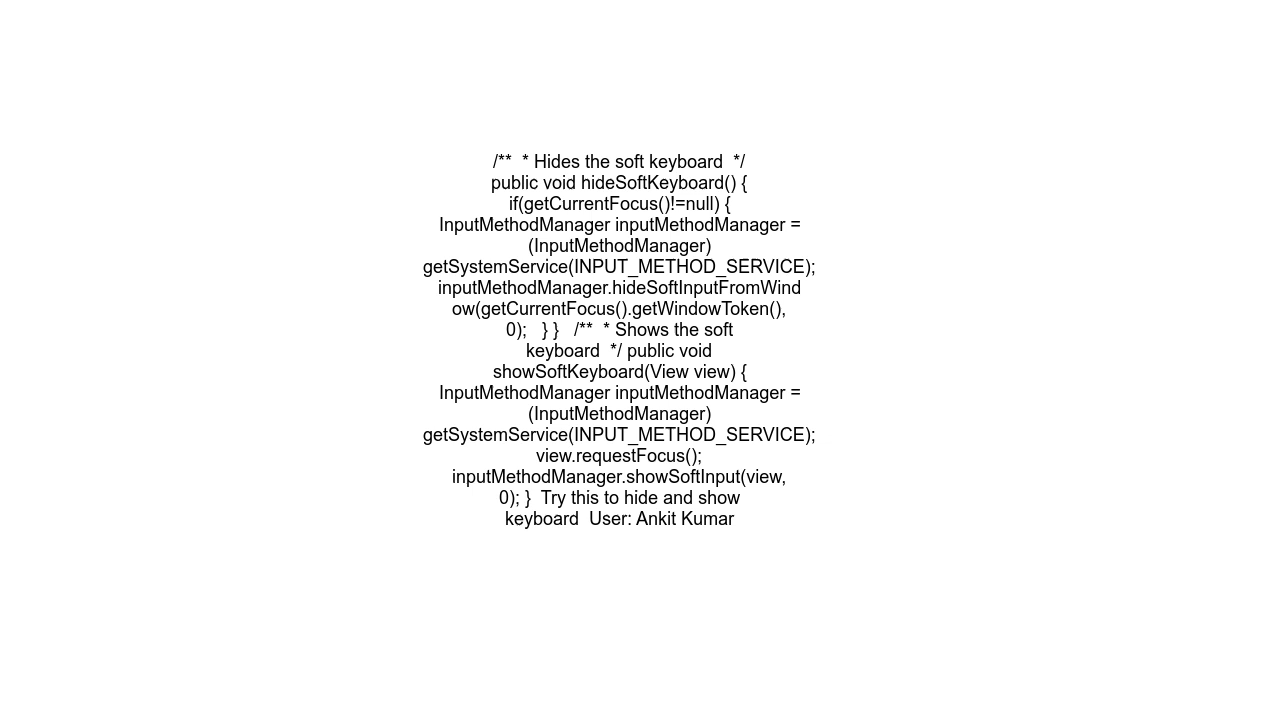 /**  * Hides the soft keyboard  */
public void hideSoftKeyboard() {
if(getCurrentFocus()!=null) {
InputMethodManager inputMethodManager =
(InputMethodManager)
getSystemService(INPUT_METHOD_SERVICE);
inputMethodManager.hideSoftInputFromWind
ow(getCurrentFocus().getWindowToken(),
0);   } }   /**  * Shows the soft
keyboard  */ public void
showSoftKeyboard(View view) {
InputMethodManager inputMethodManager =
(InputMethodManager)
getSystemService(INPUT_METHOD_SERVICE);
view.requestFocus();
inputMethodManager.showSoftInput(view,
0); }  Try this to hide and show
keyboard  User: Ankit Kumar